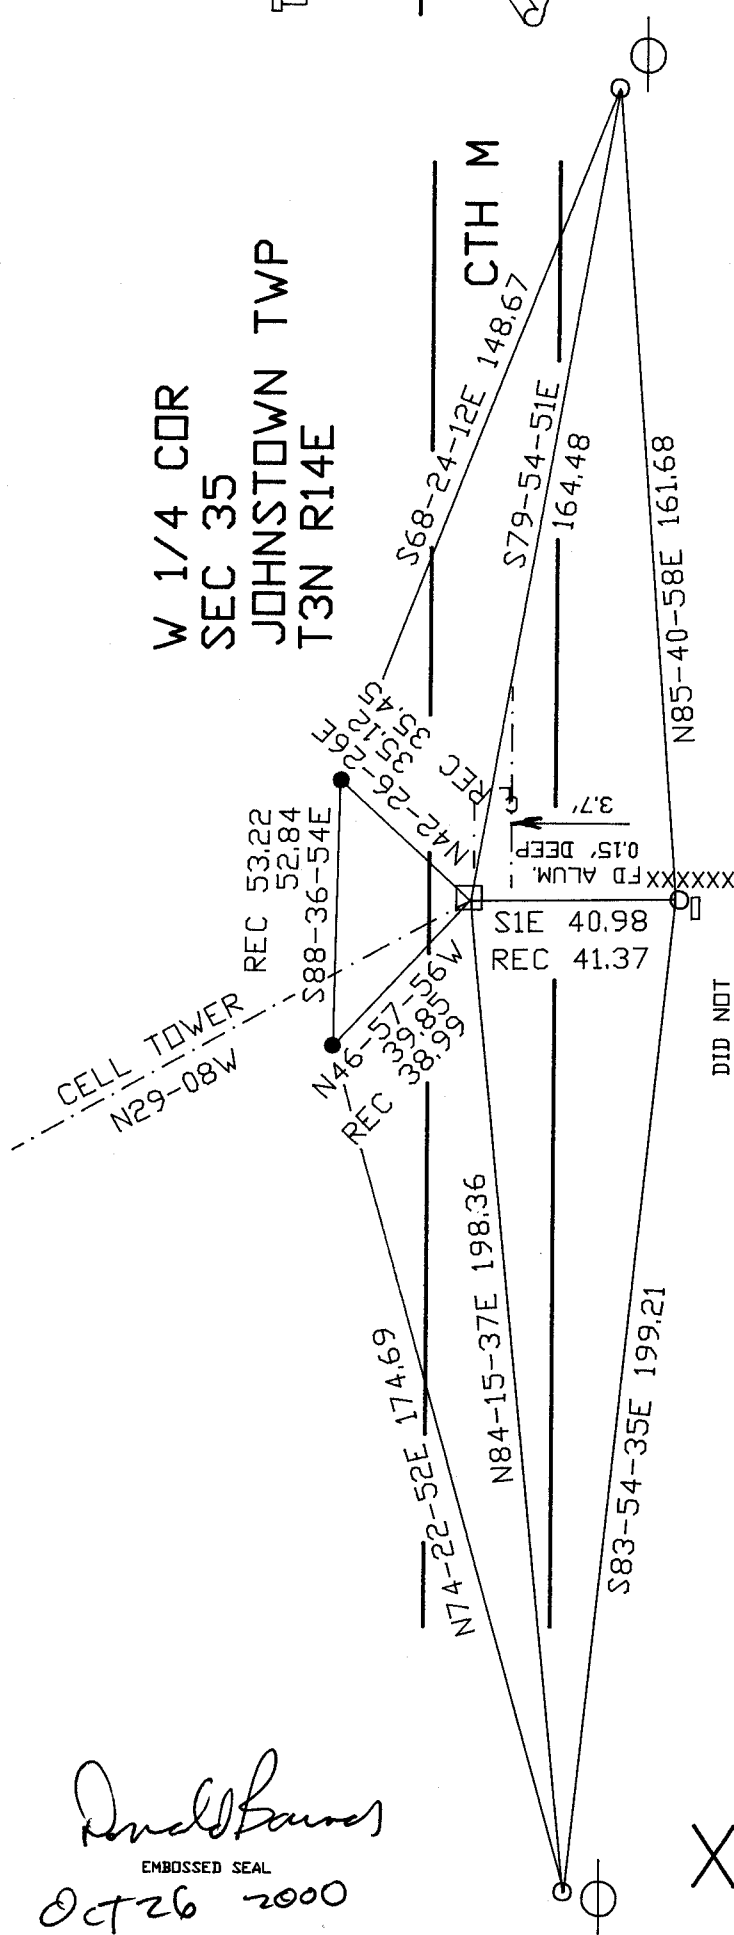 W 1/4 COR
SEC 35
JOHNSTOWN TWP
T3N R14E
CTH M
S68-24-12E 148.67
S79-54-51E
164.48
N85-40-58E 161.68
N42-26-26E
35.12
REC 35.45
REC 53.22
52.84
S88-36-54E
CELL TOWER
N29-08W
N46-57-56W
39.85
REC 38.99
3.7'
FD ALUM.
0.15' DEEP
XXXXXX
S1E 40.98
REC 41.37
DID NOT
N74-22-52E 174.69
N84-15-37E 198.36
S83-54-35E 199.21
X
EMBOSSED SEAL
Oct 26 2000